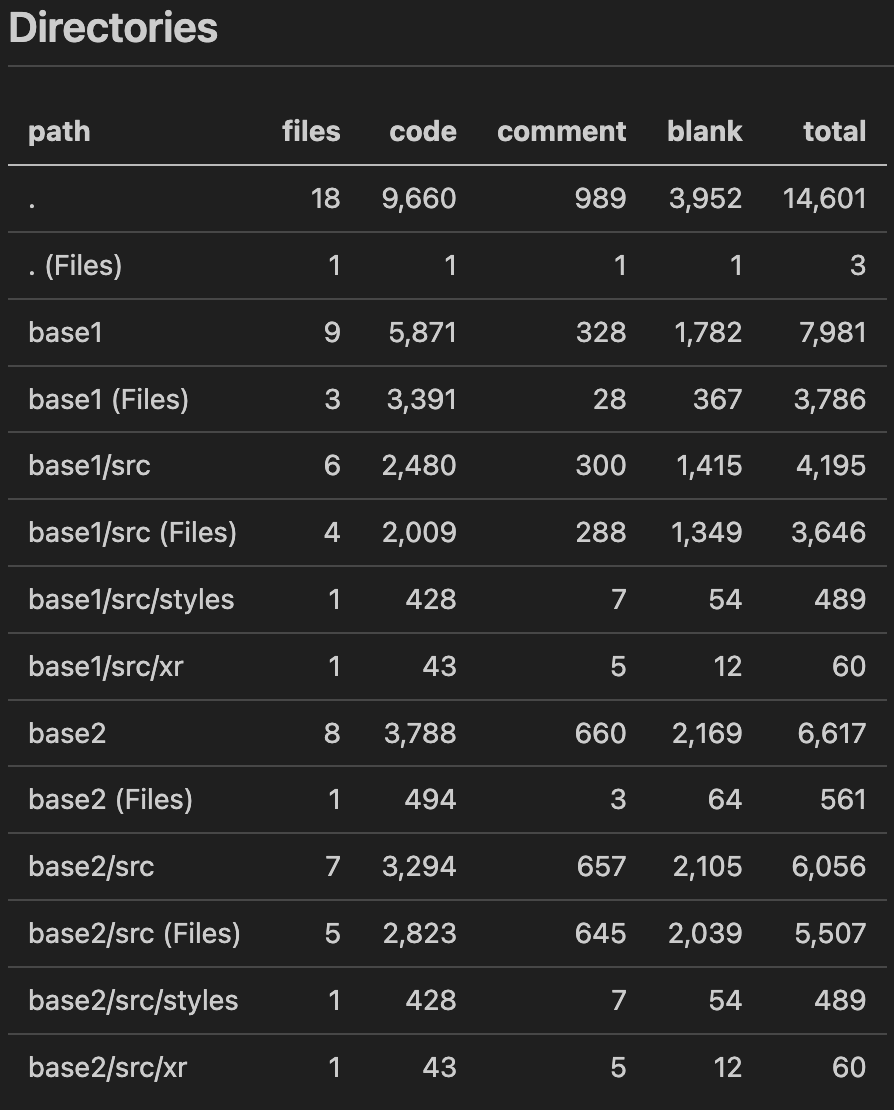 Directories
path files code comment blank total
. 18 9,660 989 3,952 14,601
. (Files) 1 1 1 1 3
base1 9 5,871 328 1,782 7,981
base1 (Files) 3 3,391 28 367 3,786
base1/src 6 2,480 300 1,415 4,195
base1/src (Files) 4 2,009 288 1,349 3,646
base1/src/styles 1 428 7 54 489
base1/src/xr 1 43 5 12 60
base2 8 3,788 660 2,169 6,617
base2 (Files) 1 494 3 64 561
base2/src 7 3,294 657 2,105 6,056
base2/src (Files) 5 2,823 645 2,039 5,507
base2/src/styles 1 428 7 54 489
base2/src/xr 1 43 5 12 60